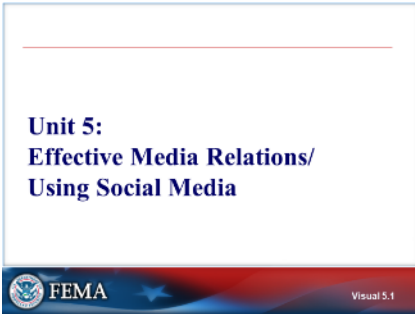 Unit 5:
Effective Media Relations/
Using Social Media
FEMA
Visual 5.1